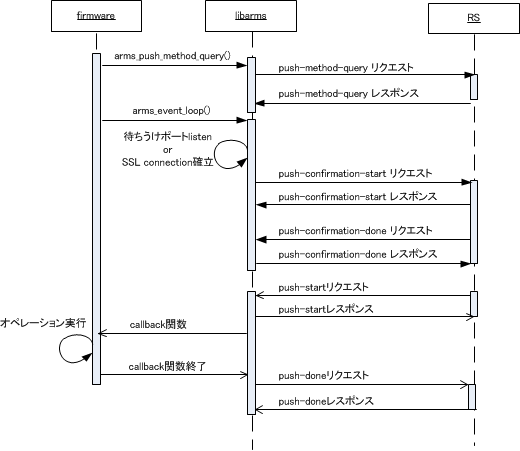 firmware
libarms
RS
arms_push_method_query()
push-method-query リクエスト
push-method-query レスポンス
arms_event_loop()
待ちうけポートlisten
or
SSL connection確立
push-confirmation-start リクエスト
push-confirmation-start レスポンス
push-confirmation-done リクエスト
push-confirmation-done レスポンス
push-startリクエスト
push-startレスポンス
callback関数
オペレーション実行
callback関数終了
push-doneリクエスト
push-doneレスポンス